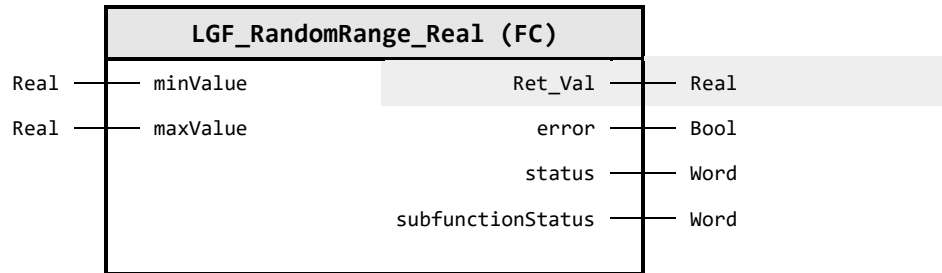 LGF_RandomRange_Real (FC)
Real minValue Ret_Val Real
Real maxValue error Bool
status Word
subfunctionStatus Word